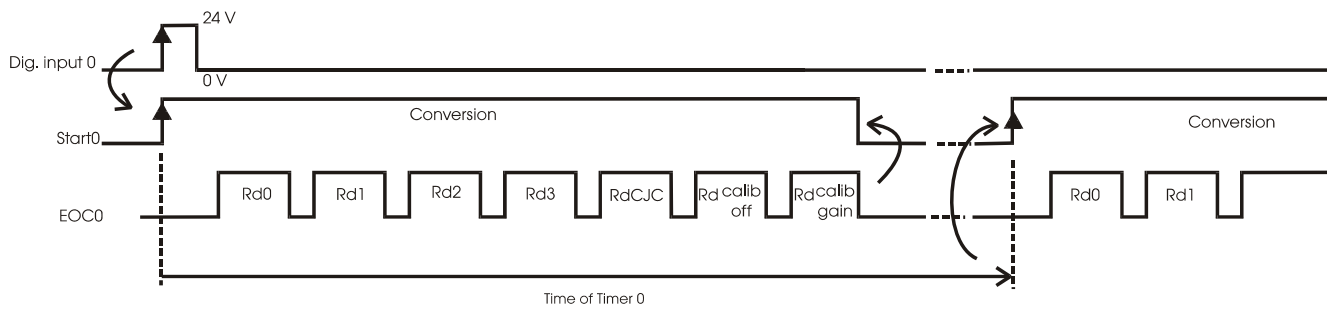 24 V
Dig. input 0
0 V
Conversion
Conversion
Start0
Rd0
Rd1
Rd2
Rd3
RdCJC
Rd calib off
Rd calib gain
Rd0
Rd1
EOC0
Time of Timer 0